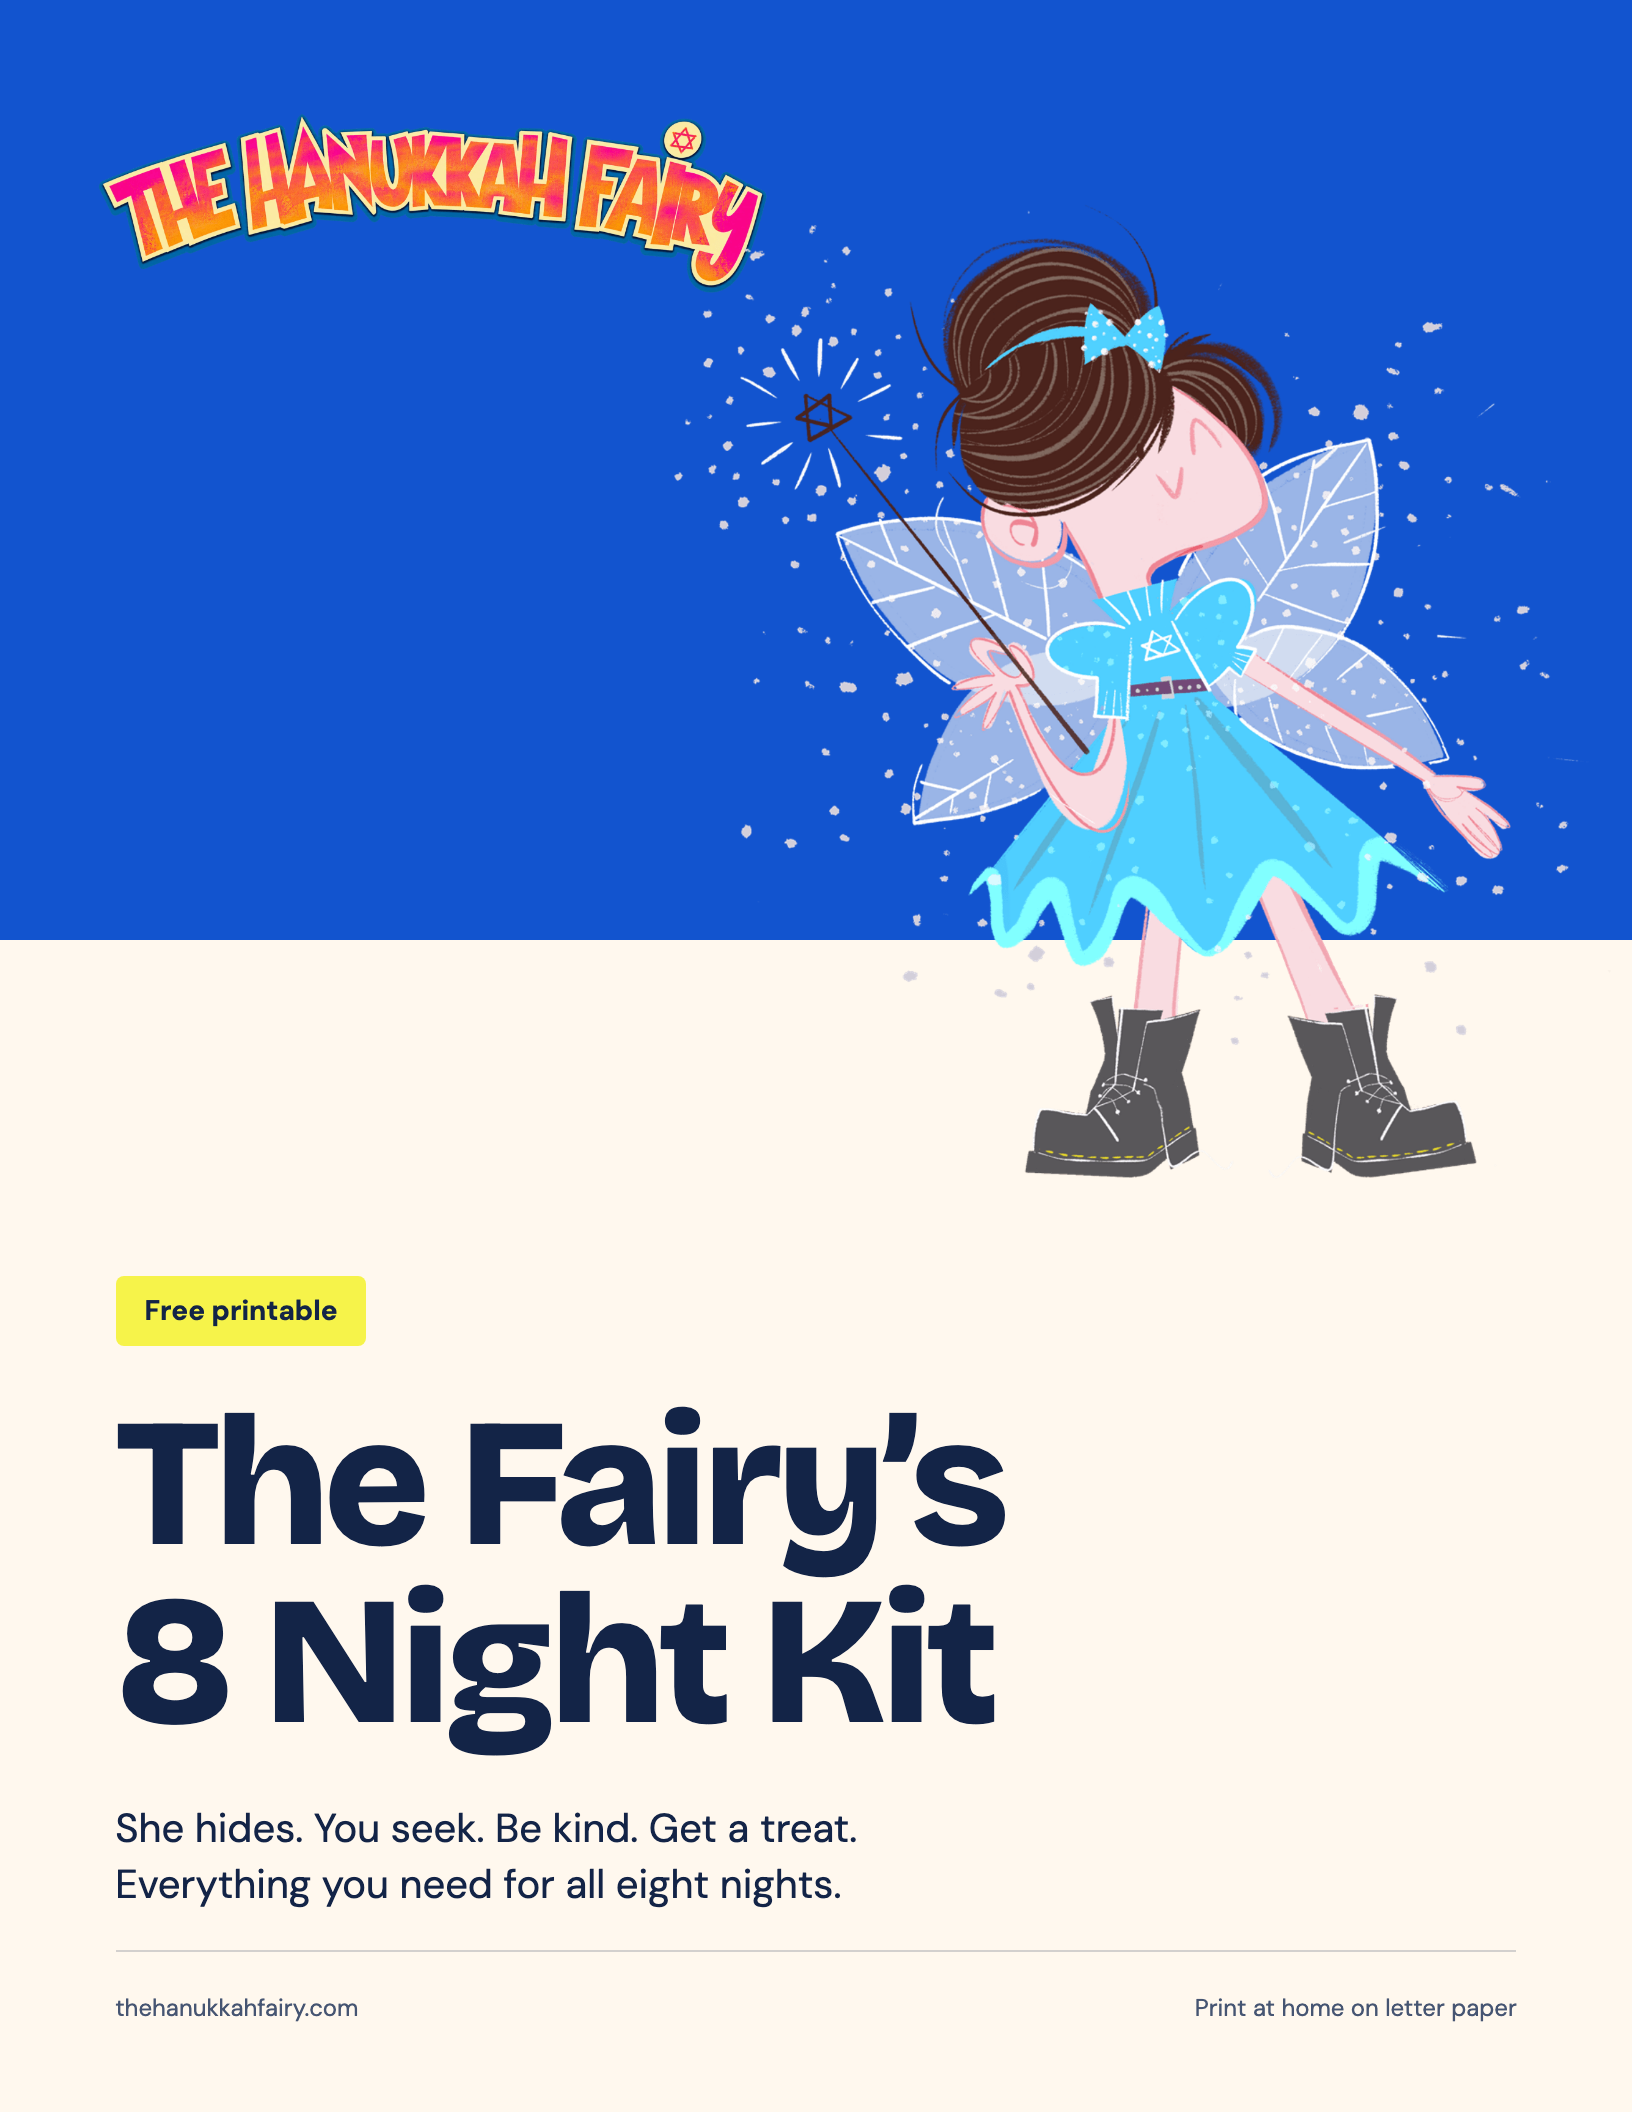 THE HANUKKAH FAiRy
Free printable
The Fairy’s
8 Night Kit
She hides. You seek. Be kind. Get a treat.
Everything you need for all eight nights.
thehanukkahfairy.com
Print at home on letter paper